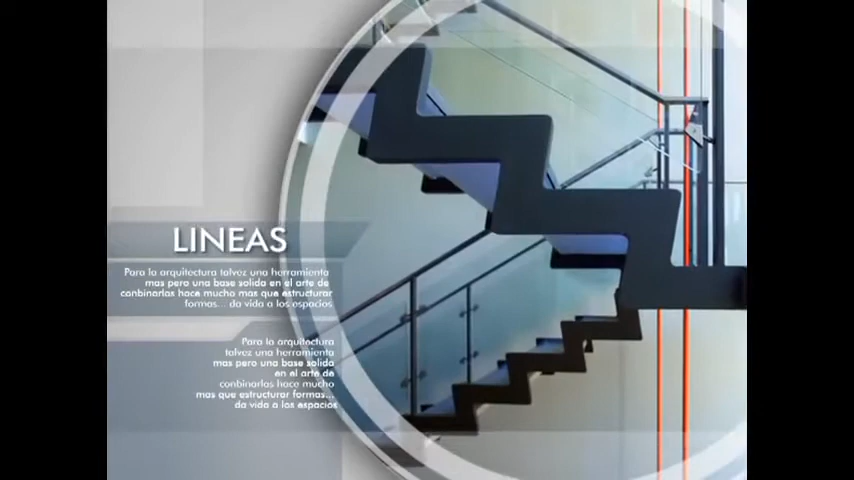 LINEAS
Para la arquitectura talvez una herramienta
mas pero una base solida en el arte de
conbinarlas hace mucho mas que estructurar
formas... da vida a los espacios
Para la arquitectura
talvez una herramienta
mas pero una base solida
en el arte de
conbinarlas hace mucho
mas que estructurar formas...
da vida a los espacios